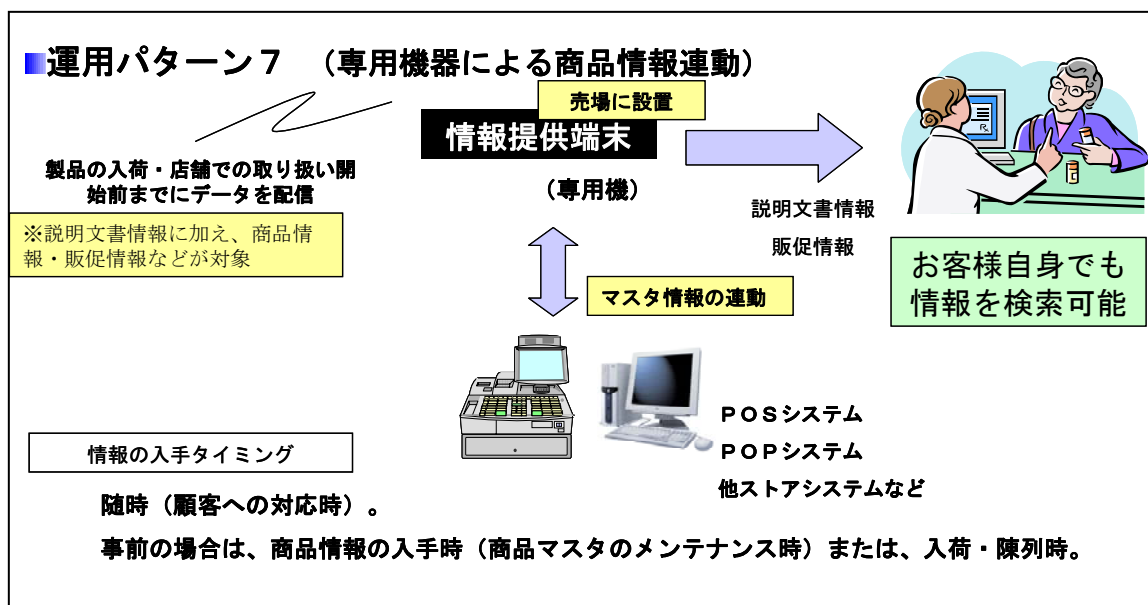 ■運用パターン7 （専用機器による商品情報連動）
売場に設置
情報提供端末
（専用機）
製品の入荷・店舗での取り扱い開
始前までにデータを配信
※説明文書情報に加え、商品情
報・販促情報などが対象
説明文書情報
販促情報
お客様自身でも
情報を検索可能
マスタ情報の連動
ＰＯＳシステム
ＰＯＰシステム
他ストアシステムなど
情報の入手タイミング
随時（顧客への対応時）。
事前の場合は、商品情報の入手時（商品マスタのメンテナンス時）または、入荷・陳列時。